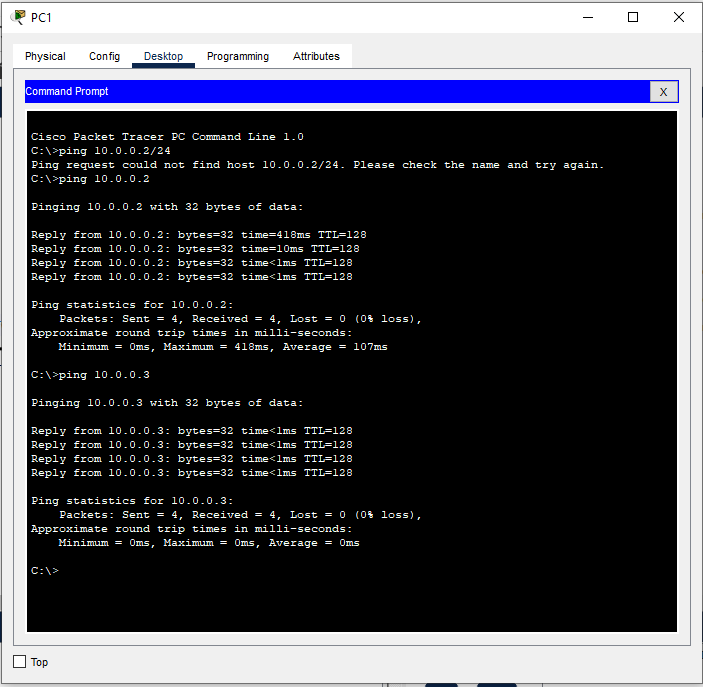 PC1
Physical Config Desktop Programming Attributes
Command Prompt X
Cisco Packet Tracer PC Command Line 1.0
C:\>ping 10.0.0.2/24
Ping request could not find host 10.0.0.2/24. Please check the name and try again.
C:\>ping 10.0.0.2
Pinging 10.0.0.2 with 32 bytes of data:
Reply from 10.0.0.2: bytes=32 time=418ms TTL=128
Reply from 10.0.0.2: bytes=32 time=10ms TTL=128
Reply from 10.0.0.2: bytes=32 time<1ms TTL=128
Reply from 10.0.0.2: bytes=32 time<1ms TTL=128
Ping statistics for 10.0.0.2:
Packets: Sent = 4, Received = 4, Lost = 0 (0% loss),
Approximate round trip times in milli-seconds:
Minimum = 0ms, Maximum = 418ms, Average = 107ms
C:\>ping 10.0.0.3
Pinging 10.0.0.3 with 32 bytes of data:
Reply from 10.0.0.3: bytes=32 time<1ms TTL=128
Reply from 10.0.0.3: bytes=32 time<1ms TTL=128
Reply from 10.0.0.3: bytes=32 time<1ms TTL=128
Reply from 10.0.0.3: bytes=32 time<1ms TTL=128
Ping statistics for 10.0.0.3:
Packets: Sent = 4, Received = 4, Lost = 0 (0% loss),
Approximate round trip times in milli-seconds:
Minimum = 0ms, Maximum = 0ms, Average = 0ms
C:\>
Top